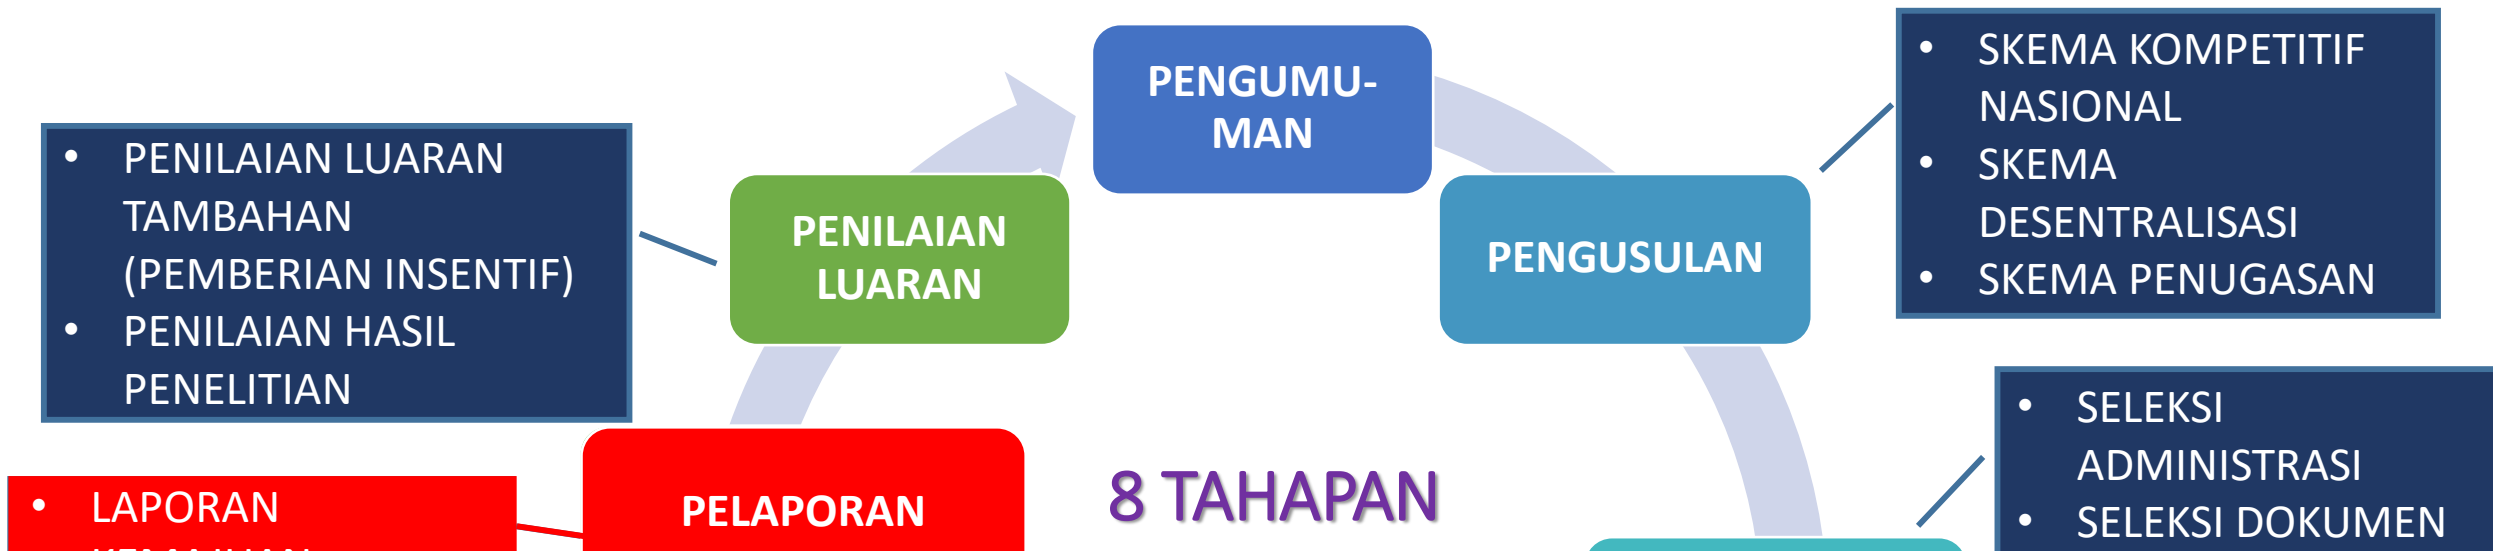 PENGUMU-
MAN
• SKEMA KOMPETITIF
NASIONAL
• SKEMA
DESENTRALISASI
• SKEMA PENUGASAN
PENGUSULAN
• PENILAIAN LUARAN
TAMBAHAN
(PEMBERIAN INSENTIF)
• PENILAIAN HASIL
PENELITIAN
PENILAIAN
LUARAN
• SELEKSI
ADMINISTRASI
• SELEKSI DOKUMEN
8 TAHAPAN
PELAPORAN
• LAPORAN